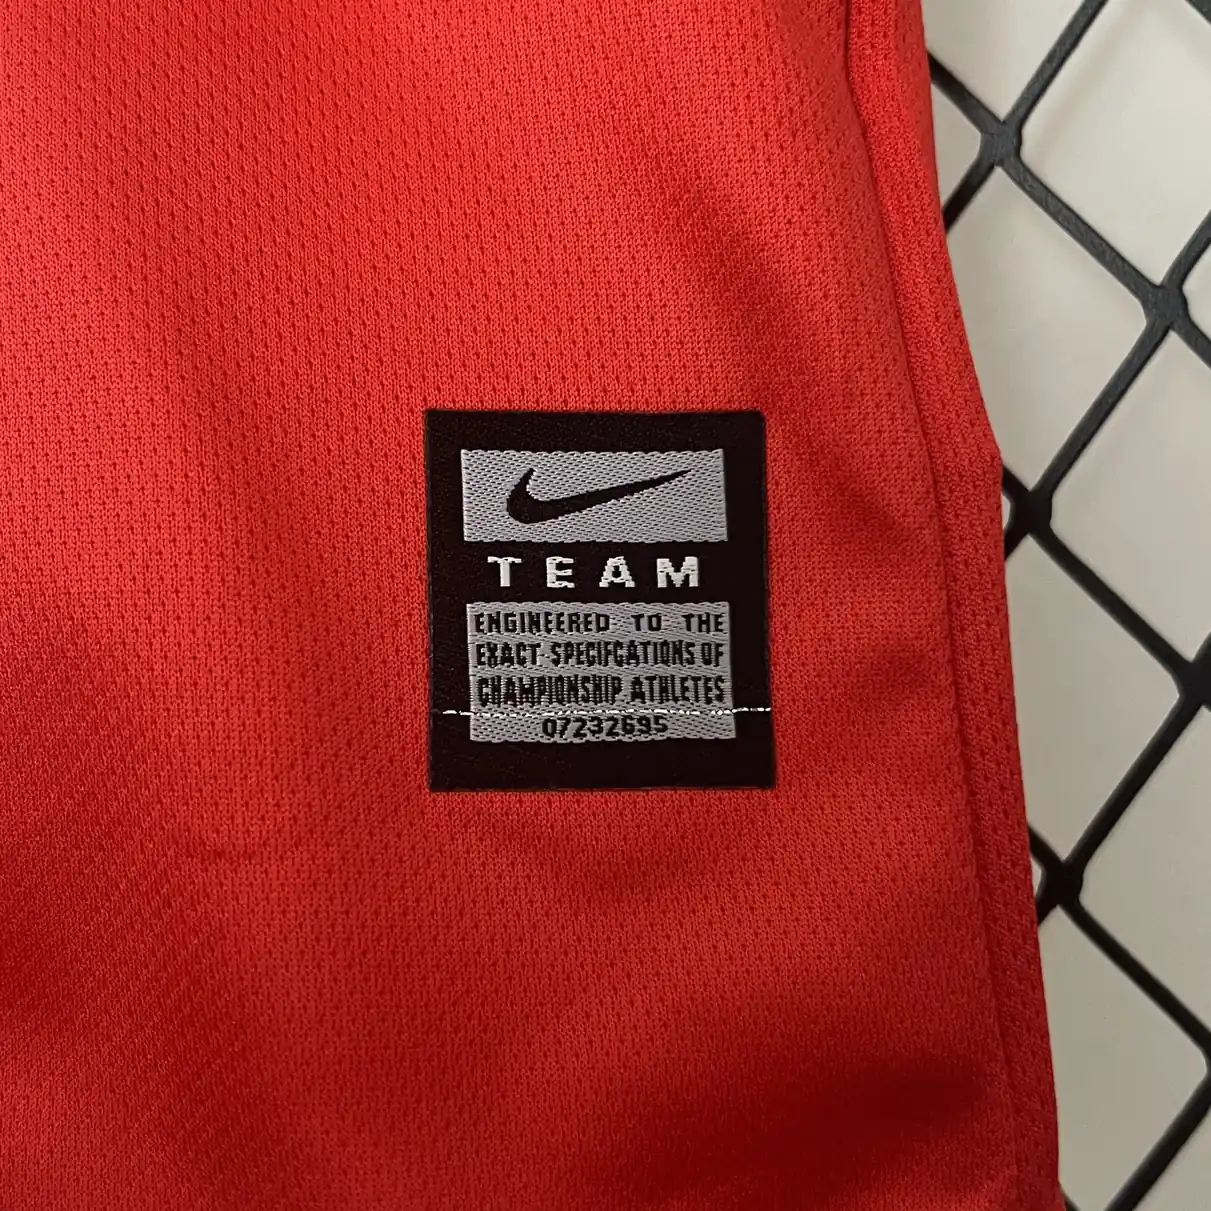 TEAM
ENGINEERED TO THE
EXACT SPECIFCATIONS OF
CHAMPIONSHIP ATHLETES
07232695